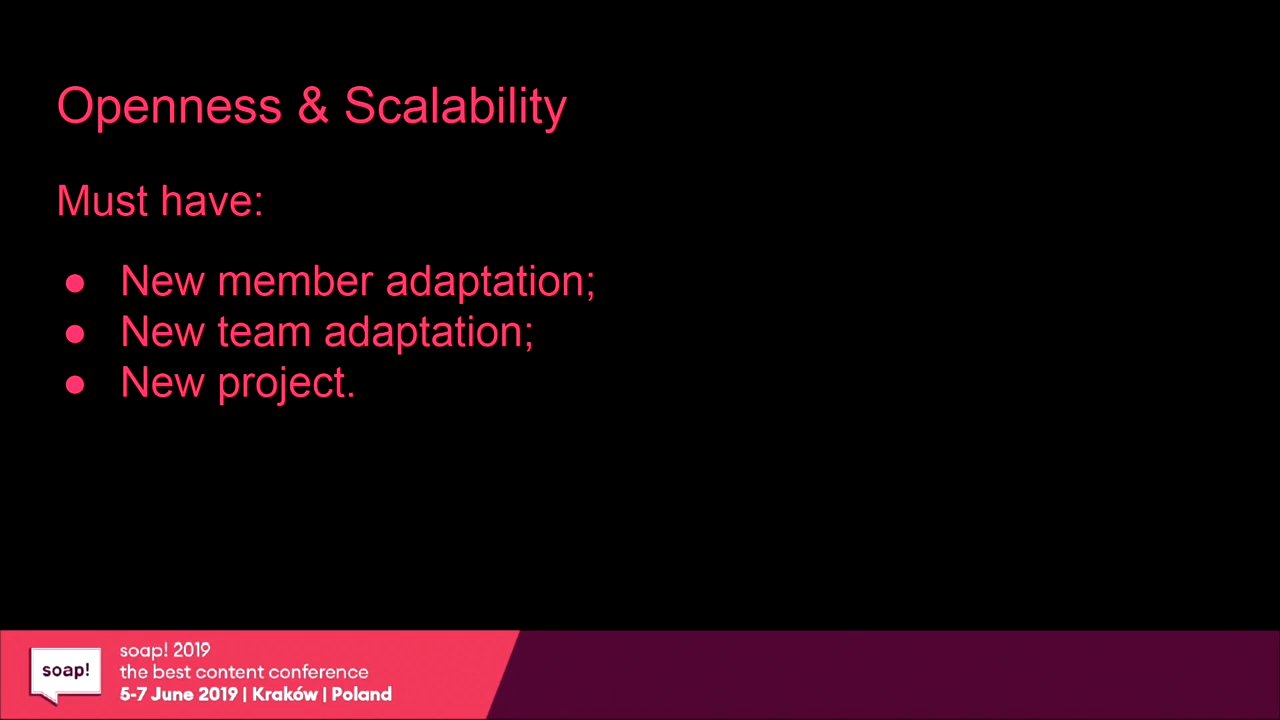 Openness & Scalability
Must have:
● New member adaptation;
● New team adaptation;
● New project.
soap!
soap! 2019
the best content conference
5-7 June 2019 | Kraków | Poland